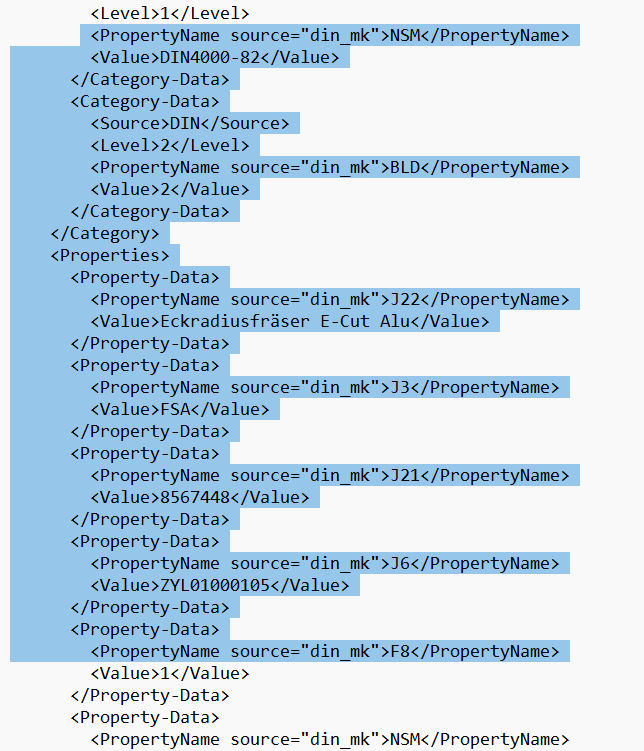 <Level>1</Level>
<PropertyName source="din_mk">NSM</PropertyName>
<Value>DIN4000-82</Value>
</Category-Data>
<Category-Data>
<Source>DIN</Source>
<Level>2</Level>
<PropertyName source="din_mk">BLD</PropertyName>
<Value>2</Value>
</Category-Data>
</Category>
<Properties>
<Property-Data>
<PropertyName source="din_mk">J22</PropertyName>
<Value>Eckradiusfräser E-Cut Alu</Value>
</Property-Data>
<Property-Data>
<PropertyName source="din_mk">J3</PropertyName>
<Value>FSA</Value>
</Property-Data>
<Property-Data>
<PropertyName source="din_mk">J21</PropertyName>
<Value>8567448</Value>
</Property-Data>
<Property-Data>
<PropertyName source="din_mk">J6</PropertyName>
<Value>ZYL01000105</Value>
</Property-Data>
<Property-Data>
<PropertyName source="din_mk">F8</PropertyName>
<Value>1</Value>
</Property-Data>
<Property-Data>
<PropertyName source="din_mk">NSM</PropertyName>